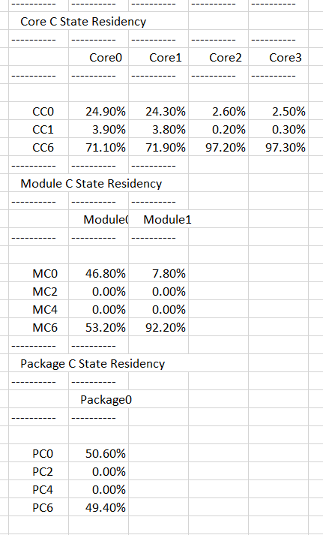 ---------- ---------- ---------- ---------- ----------
Core C State Residency
---------- ---------- ---------- ---------- ----------
Core0 Core1 Core2 Core3
---------- ---------- ---------- ---------- ----------
CC0 24.90% 24.30% 2.60% 2.50%
CC1 3.90% 3.80% 0.20% 0.30%
CC6 71.10% 71.90% 97.20% 97.30%
---------- ---------- ----------
Module C State Residency
---------- ---------- ----------
Module( Module1
---------- ---------- ----------
MC0 46.80% 7.80%
MC2 0.00% 0.00%
MC4 0.00% 0.00%
MC6 53.20% 92.20%
---------- ----------
Package C State Residency
---------- ----------
Package0
---------- ----------
PC0 50.60%
PC2 0.00%
PC4 0.00%
PC6 49.40%